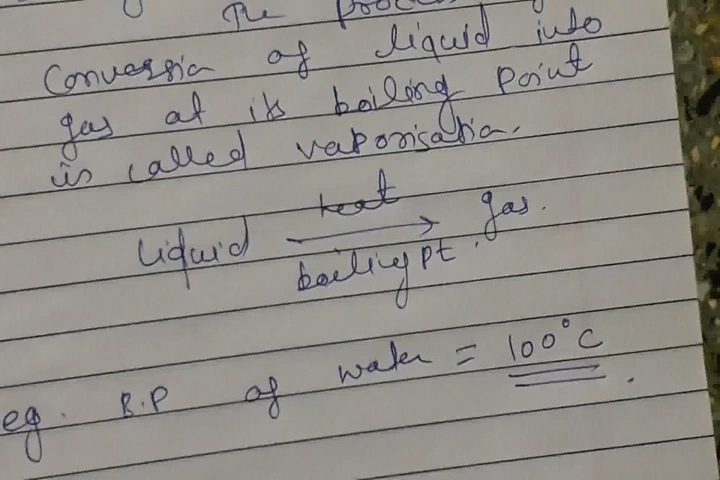 The process
Conversion of liquid into
gas at its boiling point
is called vaporisation.
heat
liquid → gas.
boiling pt.
eg. B.P of water = 100°C.